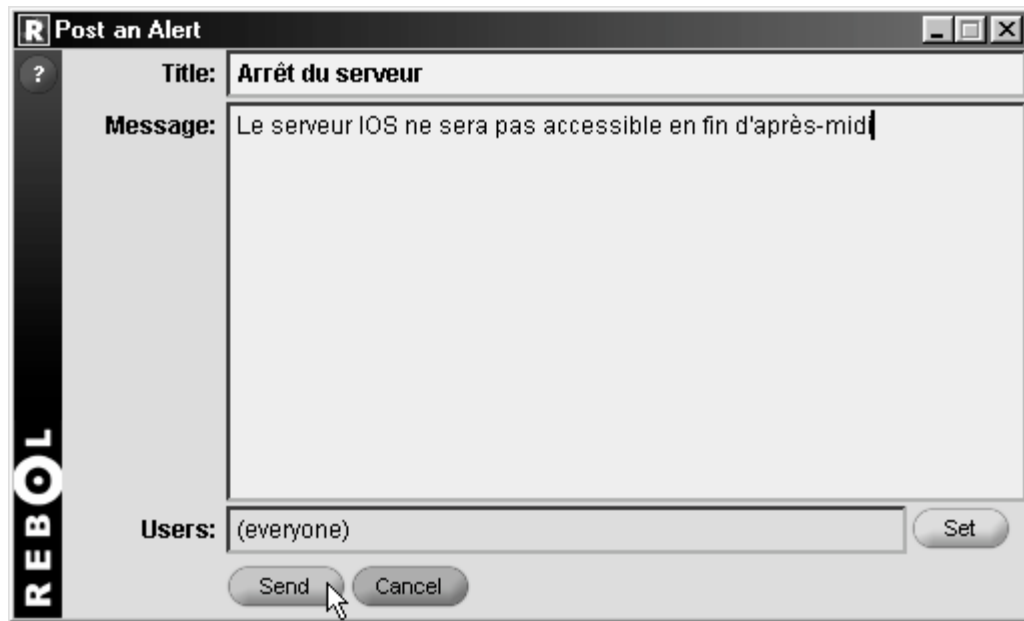 R Post an Alert
?
Title: Arrêt du serveur
Message: Le serveur IOS ne sera pas accessible en fin d'après-midi
Users: (everyone) Set
Send Cancel
REBOL